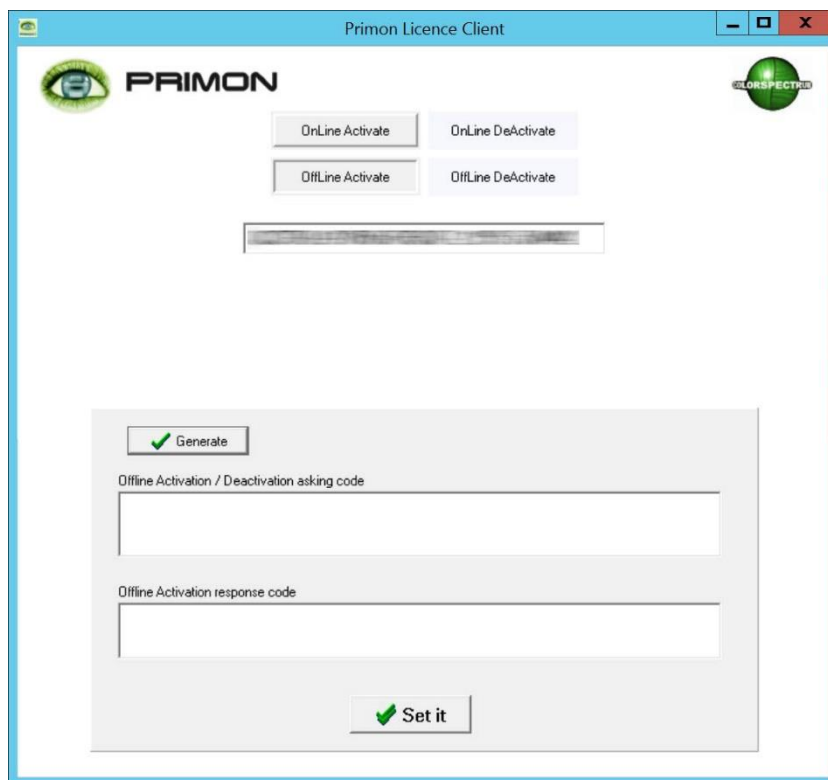 Primon Licence Client
PRIMON
COLORSPECTRUM
OnLine Activate
OnLine DeActivate
OffLine Activate
OffLine DeActivate
Generate
Offline Activation / Deactivation asking code
Offline Activation response code
Set it